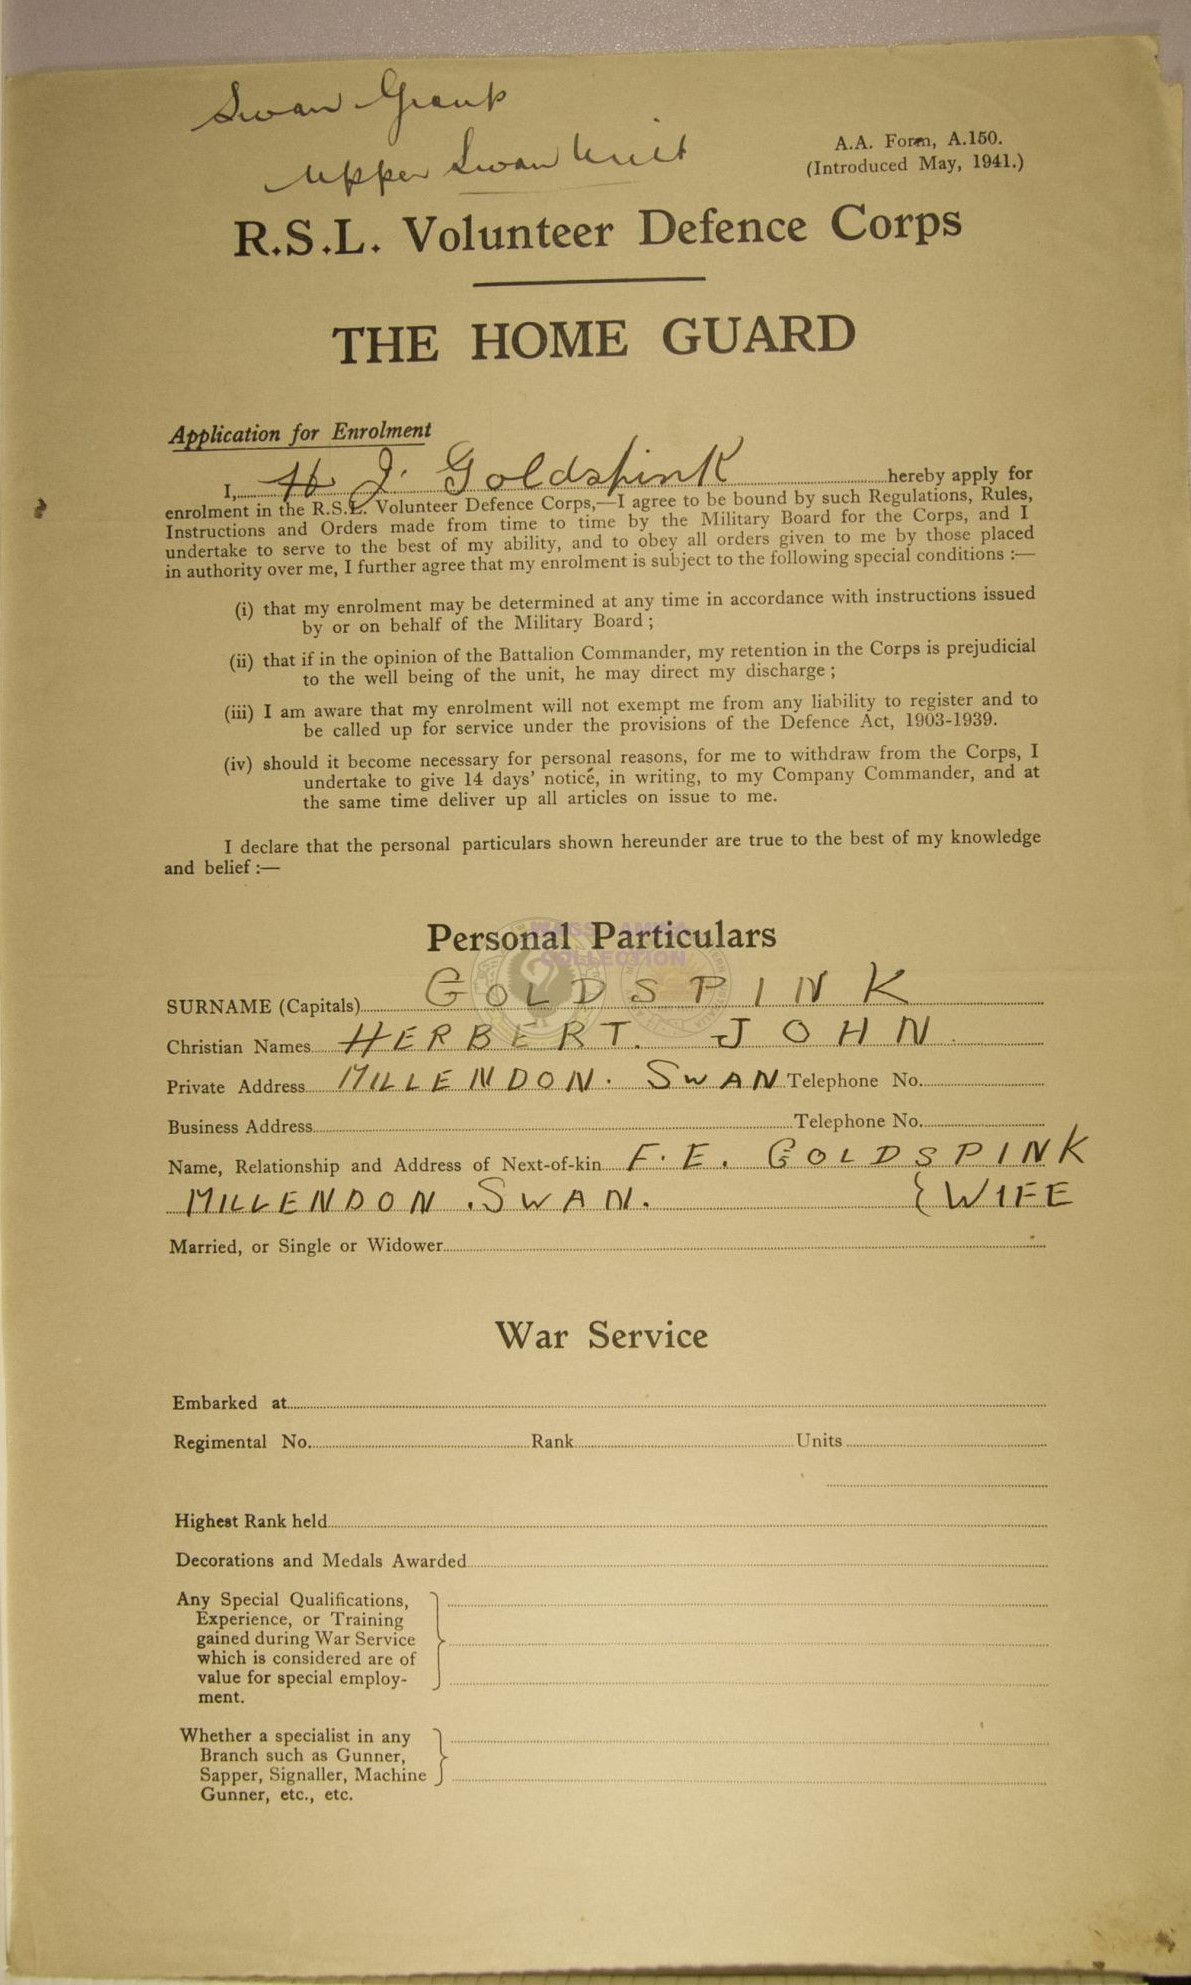 Swan Group
Upper Swan Unit
A.A. Form, A.150.
(Introduced May, 1941.)
R.S.L. Volunteer Defence Corps
THE HOME GUARD
Application for Enrolment
I, H J. Goldspink hereby apply for
enrolment in the R.S.L. Volunteer Defence Corps,—I agree to be bound by such Regulations, Rules,
Instructions and Orders made from time to time by the Military Board for the Corps, and I
undertake to serve to the best of my ability, and to obey all orders given to me by those placed
in authority over me, I further agree that my enrolment is subject to the following special conditions :—
(i) that my enrolment may be determined at any time in accordance with instructions issued
by or on behalf of the Military Board ;
(ii) that if in the opinion of the Battalion Commander, my retention in the Corps is prejudicial
to the well being of the unit, he may direct my discharge ;
(iii) I am aware that my enrolment will not exempt me from any liability to register and to
be called up for service under the provisions of the Defence Act, 1903-1939.
(iv) should it become necessary for personal reasons, for me to withdraw from the Corps, I
undertake to give 14 days' notice, in writing, to my Company Commander, and at
the same time deliver up all articles on issue to me.
I declare that the personal particulars shown hereunder are true to the best of my knowledge
and belief :—
Personal Particulars
COLLECTION
SURNAME (Capitals) GOLDSPINK
Christian Names HERBERT. JOHN.
Private Address MILLENDON. SWAN Telephone No.
Business Address Telephone No.
Name, Relationship and Address of Next-of-kin F. E. GOLDSPINK
MILLENDON. SWAN. { WIFE
Married, or Single or Widower
War Service
Embarked at
Regimental No. Rank Units
Highest Rank held
Decorations and Medals Awarded
Any Special Qualifications,
Experience, or Training
gained during War Service
which is considered are of
value for special employ-
ment.
Whether a specialist in any
Branch such as Gunner,
Sapper, Signaller, Machine
Gunner, etc., etc.